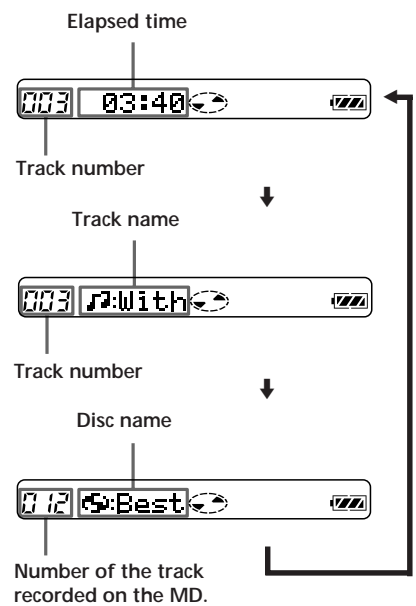 Elapsed time
003 03:40
Track number
Track name
003 :With
Track number
Disc name
012 :Best
Number of the track
recorded on the MD.